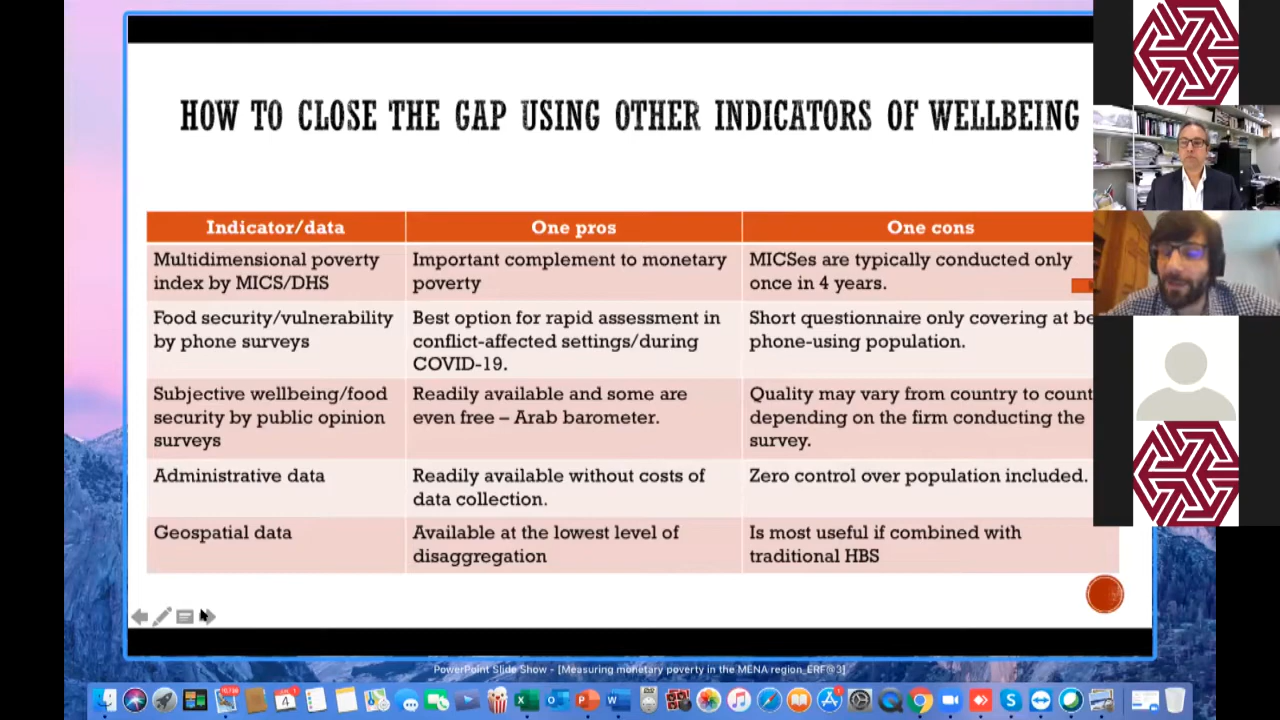 HOW TO CLOSE THE GAP USING OTHER INDICATORS OF WELLBEING
Indicator/data
One pros
One cons
Multidimensional poverty
index by MICS/DHS
Important complement to monetary
poverty
MICSes are typically conducted only
once in 4 years.
Food security/vulnerability
by phone surveys
Best option for rapid assessment in
conflict-affected settings/during
COVID-19.
Short questionnaire only covering at
phone-using population.
Subjective wellbeing/food
security by public opinion
surveys
Readily available and some are
even free – Arab barometer.
Quality may vary from country to
depending on the firm conducting the
survey.
Administrative data
Readily available without costs of
data collection.
Zero control over population included.
Geospatial data
Available at the lowest level of
disaggregation
Is most useful if combined with
traditional HBS
PowerPoint Slide Show - [Measuring monetary poverty in the MENA region_ERF@3]
4